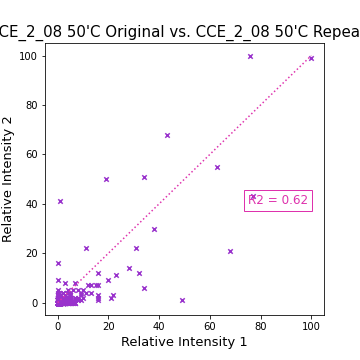 CE_2_08 50'C Original vs. CCE_2_08 50'C Repea
100
80
60
40
20
0
Relative Intensity 2
R2 = 0.62
0 20 40 60 80 100
Relative Intensity 1